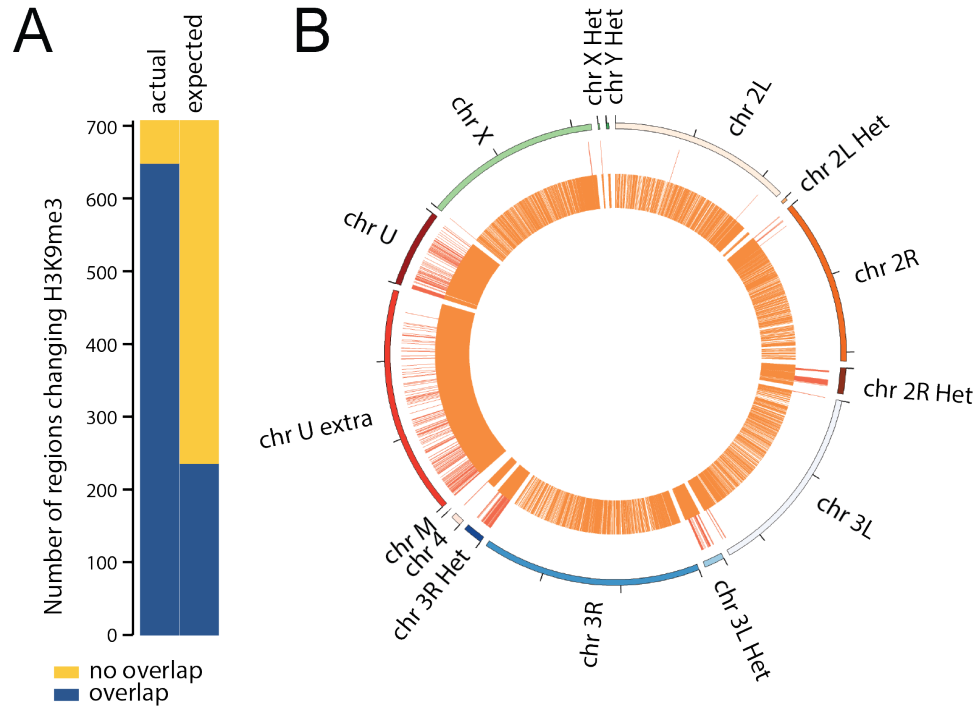 A
actual
expected
Number of regions changing H3K9me3
700
600
500
400
300
200
100
0
no overlap
overlap
B
chr X Het
chr Y Het
chr 2L
chr 2L Het
chr 2R
chr 2R Het
chr 3L
chr 3L Het
chr 3R
chr 3R Het
chr 4
chr M
chr U extra
chr U
chr X